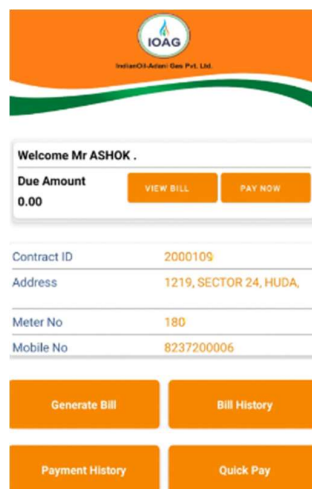 IOAG
IndianOil-Adani Gas Pvt. Ltd.
Welcome Mr ASHOK .
Due Amount
0.00
VIEW BILL
PAY NOW
Contract ID 2000109
Address 1219, SECTOR 24, HUDA,
Meter No 180
Mobile No 8237200006
Generate Bill
Bill History
Payment History
Quick Pay